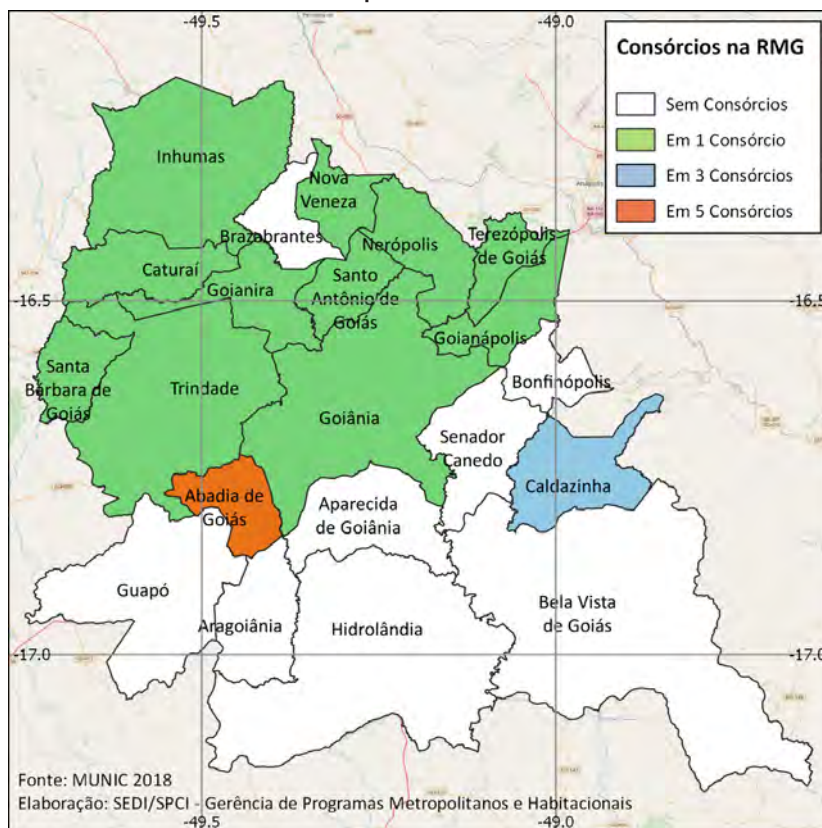 -49.5
-49.0
Consórcios na RMG
Sem Consórcios
Em 1 Consórcio
Em 3 Consórcios
Em 5 Consórcios
Inhumas
Nova
Veneza
Brazabrantes
Nerópolis
Terezópolis
de Goiás
Caturaí
Goianira
Santo
Antônio de
Goiás
-16.5
-16.5
Goianápolis
Santa
Bárbara de
Goiás
Trindade
Goiânia
Bonfinópolis
Senador
Canedo
Caldazinha
Abadia de
Goiás
Aparecida
de Goiânia
Guapó
Aragoiânia
Hidrolândia
Bela Vista
de Goiás
-17.0
-17.0
Fonte: MUNIC 2018
Elaboração: SEDI/SPCI - Gerência de Programas Metropolitanos e Habitacionais
-49.5
-49.0